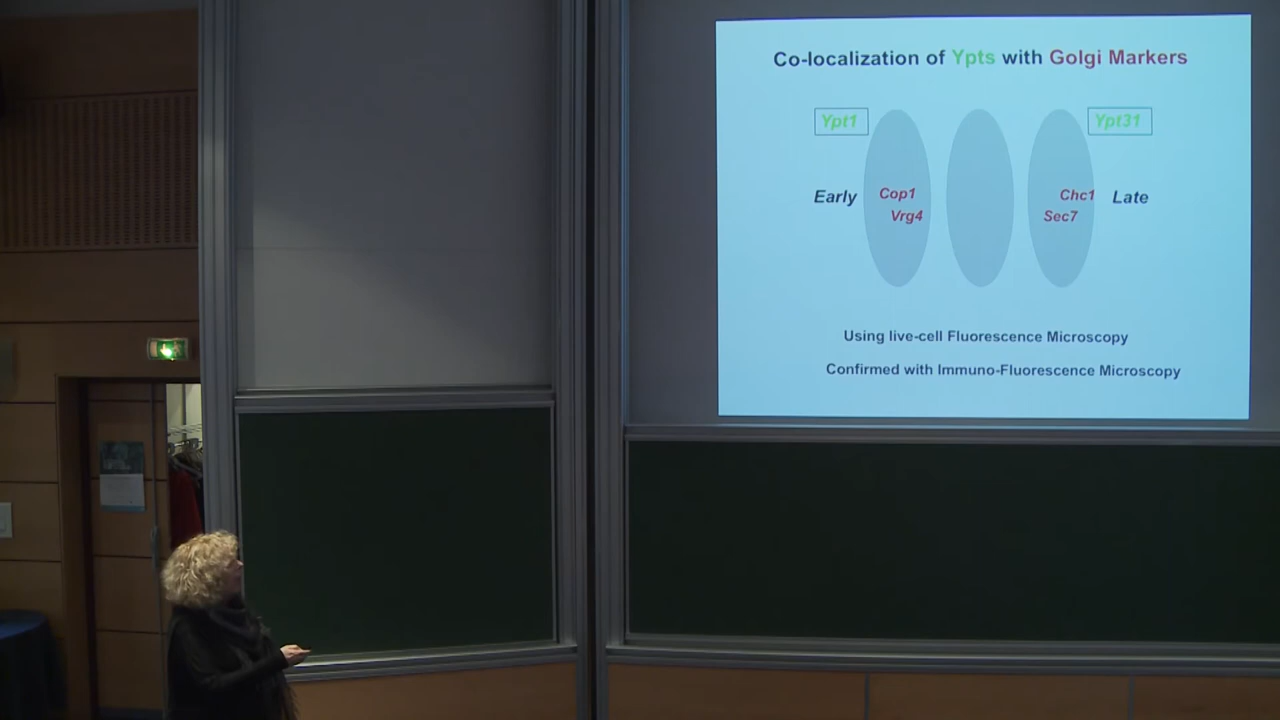 Co-localization of Ypts with Golgi Markers
Ypt1
Ypt31
Early
Cop1
Vrg4
Chc1
Sec7
Late
Using live-cell Fluorescence Microscopy
Confirmed with Immuno-Fluorescence Microscopy